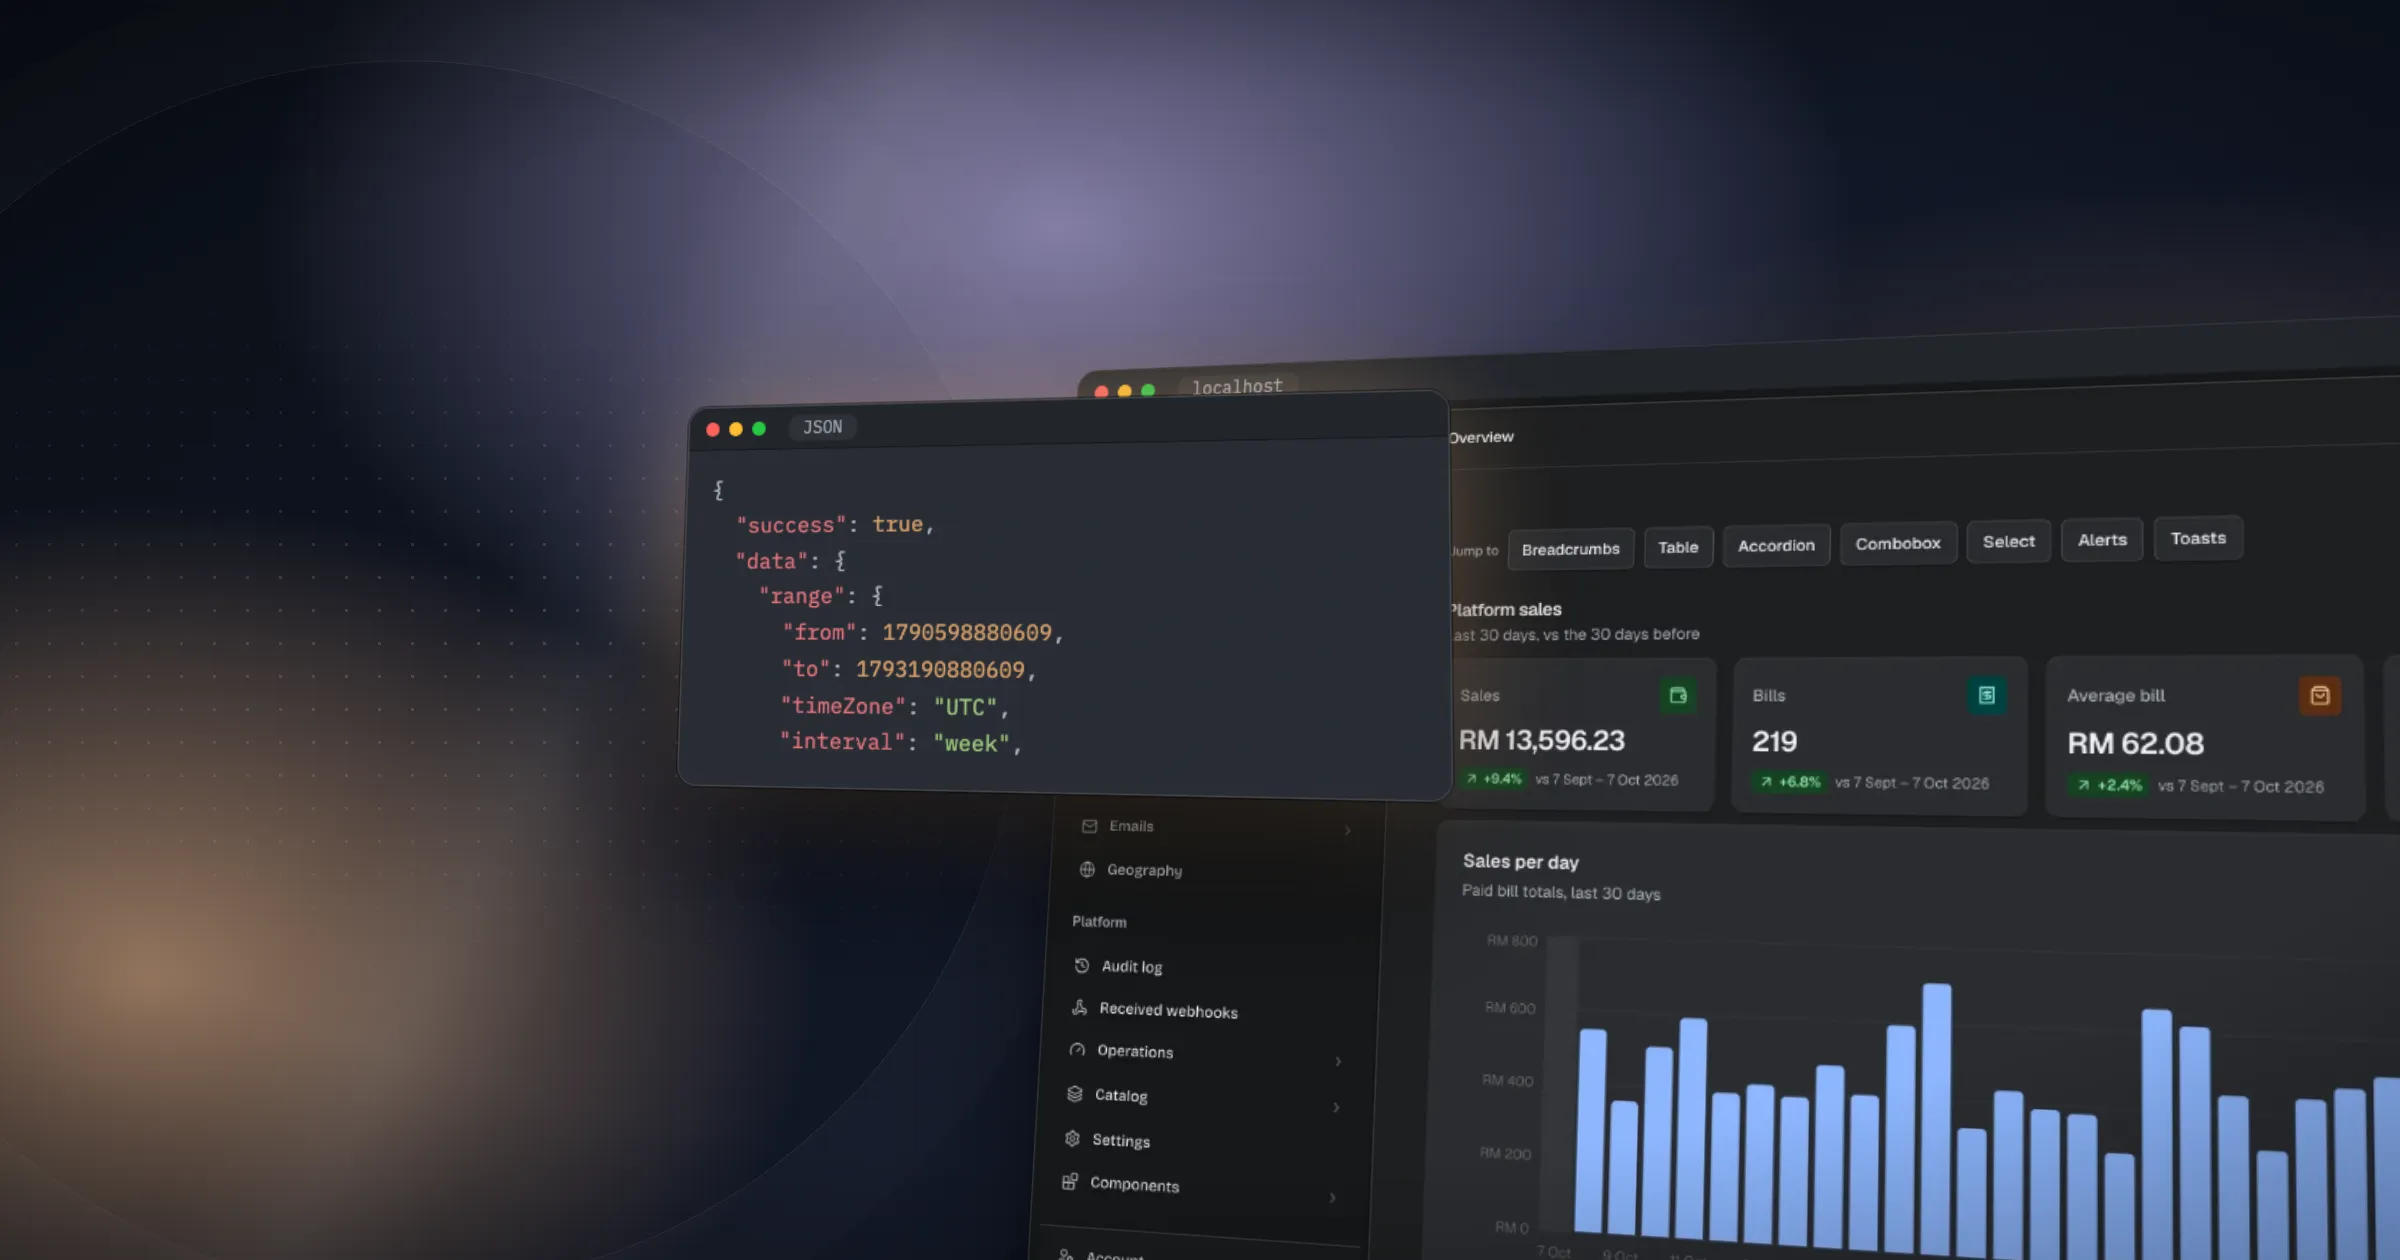 localhost
JSON
{
"success": true,
"data": {
"range": {
"from": 1790598880609,
"to": 1793190880609,
"timeZone": "UTC",
"interval": "week",
Overview
Jump to Breadcrumbs Table Accordion Combobox Select Alerts Toasts
Platform sales
last 30 days, vs the 30 days before
Sales
RM 13,596.23
+9.4% vs 7 Sept – 7 Oct 2026
Bills
219
+6.8% vs 7 Sept – 7 Oct 2026
Average bill
RM 62.08
+2.4% vs 7 Sept – 7 Oct 2026
Emails
Geography
Platform
Audit log
Received webhooks
Operations
Catalog
Settings
Components
Account
Sales per day
Paid bill totals, last 30 days
RM 800
RM 600
RM 400
RM 200
RM 0
7 Oct 9 Oct